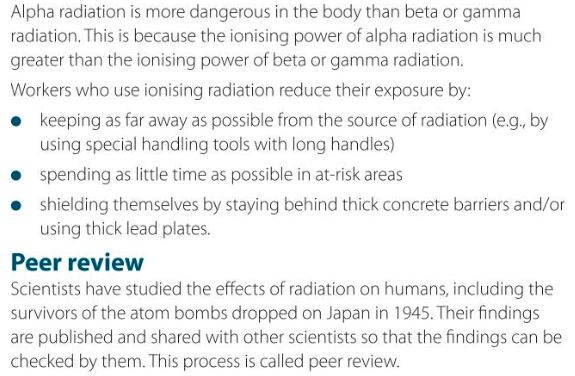 Alpha radiation is more dangerous in the body than beta or gamma
radiation. This is because the ionising power of alpha radiation is much
greater than the ionising power of beta or gamma radiation.
Workers who use ionising radiation reduce their exposure by:
● keeping as far away as possible from the source of radiation (e.g., by
using special handling tools with long handles)
● spending as little time as possible in at-risk areas
● shielding themselves by staying behind thick concrete barriers and/or
using thick lead plates.
Peer review
Scientists have studied the effects of radiation on humans, including the
survivors of the atom bombs dropped on Japan in 1945. Their findings
are published and shared with other scientists so that the findings can be
checked by them. This process is called peer review.